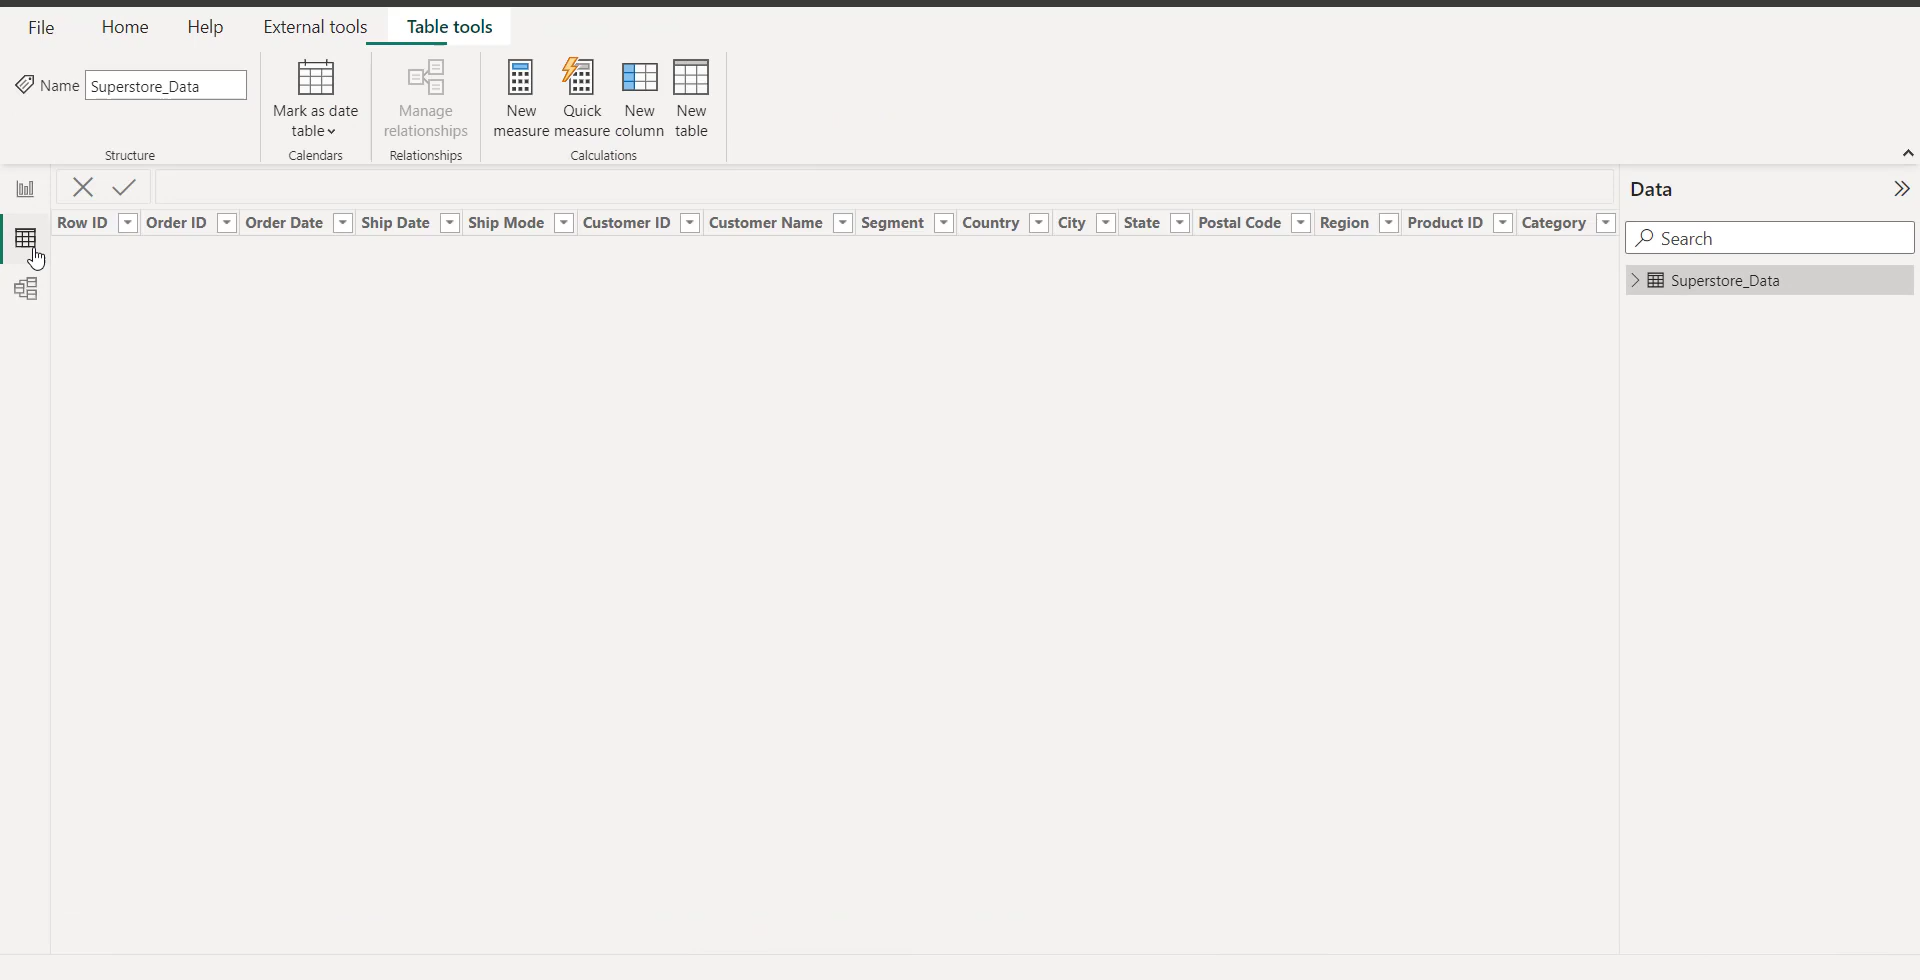 File Home Help External tools Table tools
Name Superstore_Data
Mark as date
table
Manage
relationships
New
measure
Quick
measure
New
column
New
table
Structure Calendars Relationships Calculations
Row ID Order ID Order Date Ship Date Ship Mode Customer ID Customer Name Segment Country City State Postal Code Region Product ID Category
Data
Search
Superstore_Data